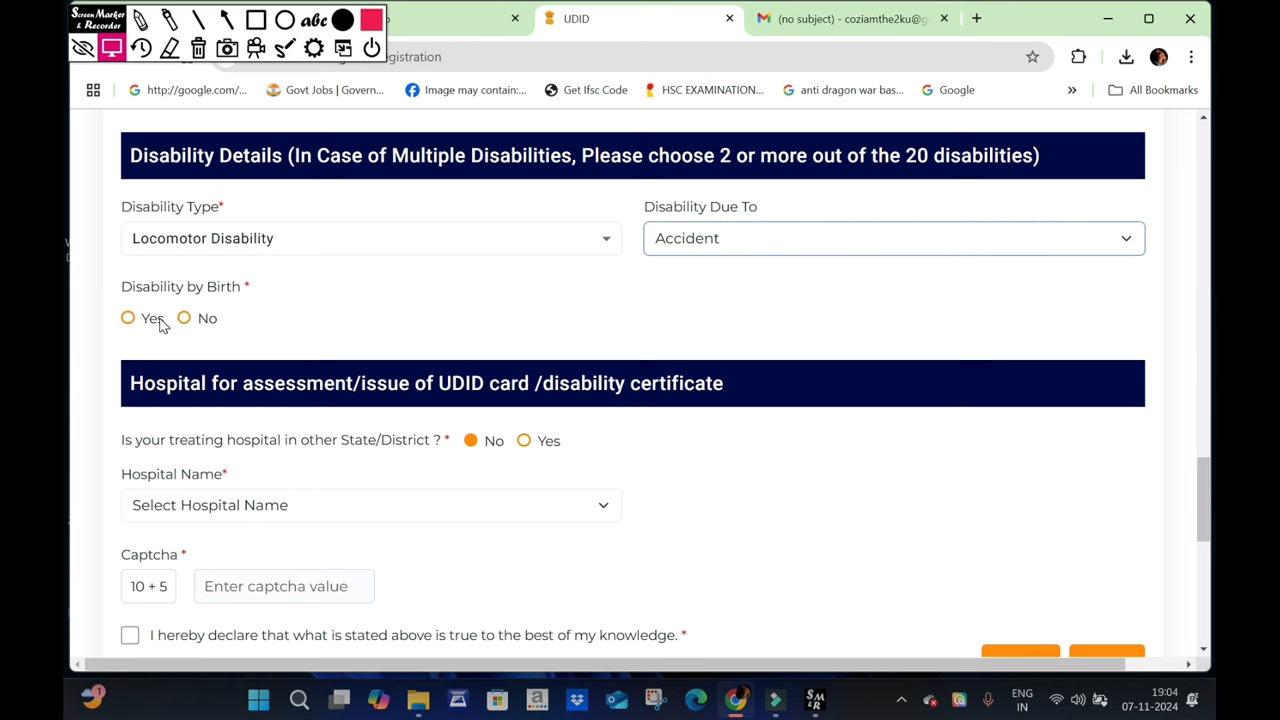 Screen Marker
& Recorder
abc
UDID
(no subject) - coziamthe2ku@g
egistration
http://google.com/...
Govt Jobs | Govern...
Image may contain:...
Get Ifsc Code
HSC EXAMINATION...
anti dragon war bas...
Google
All Bookmarks
Disability Details (In Case of Multiple Disabilities, Please choose 2 or more out of the 20 disabilities)
Disability Type*
Disability Due To
Locomotor Disability
Accident
Disability by Birth *
Yes
No
Hospital for assessment/issue of UDID card /disability certificate
Is your treating hospital in other State/District ? * No Yes
Hospital Name*
Select Hospital Name
Captcha *
10 + 5
Enter captcha value
I hereby declare that what is stated above is true to the best of my knowledge. *
1
SM
&R
ENG
IN
19:04
07-11-2024